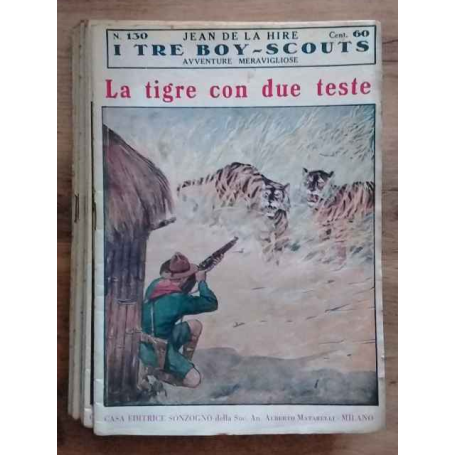 N. 130
JEAN DE LA HIRE
Cent. 60
I TRE BOY-SCOUTS
AVVENTURE MERAVIGLIOSE
La tigre con due teste
CASA EDITRICE SONZOGNO della Soc. An. ALBERTO MATARELLI - MILANO